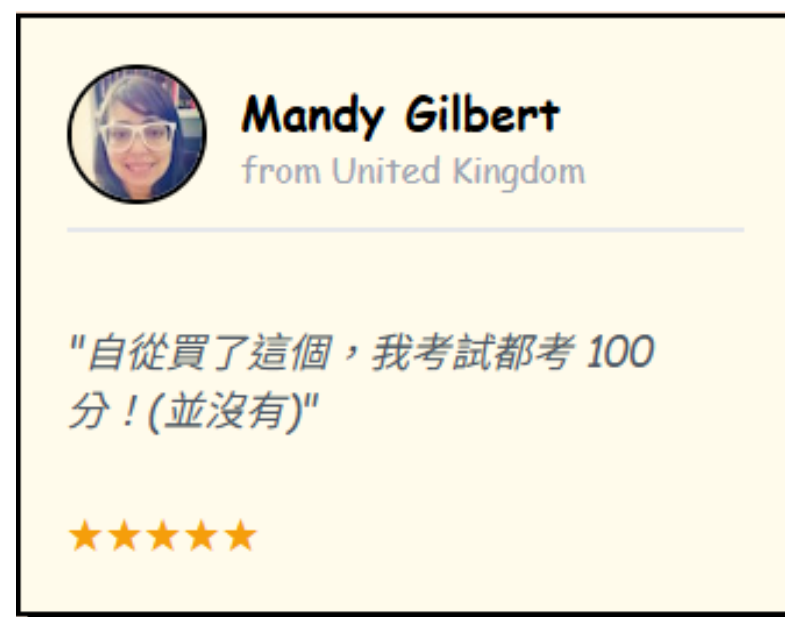 Mandy Gilbert
from United Kingdom
"自從買了這個，我考試都考 100
分！(並沒有)"
★★★★★